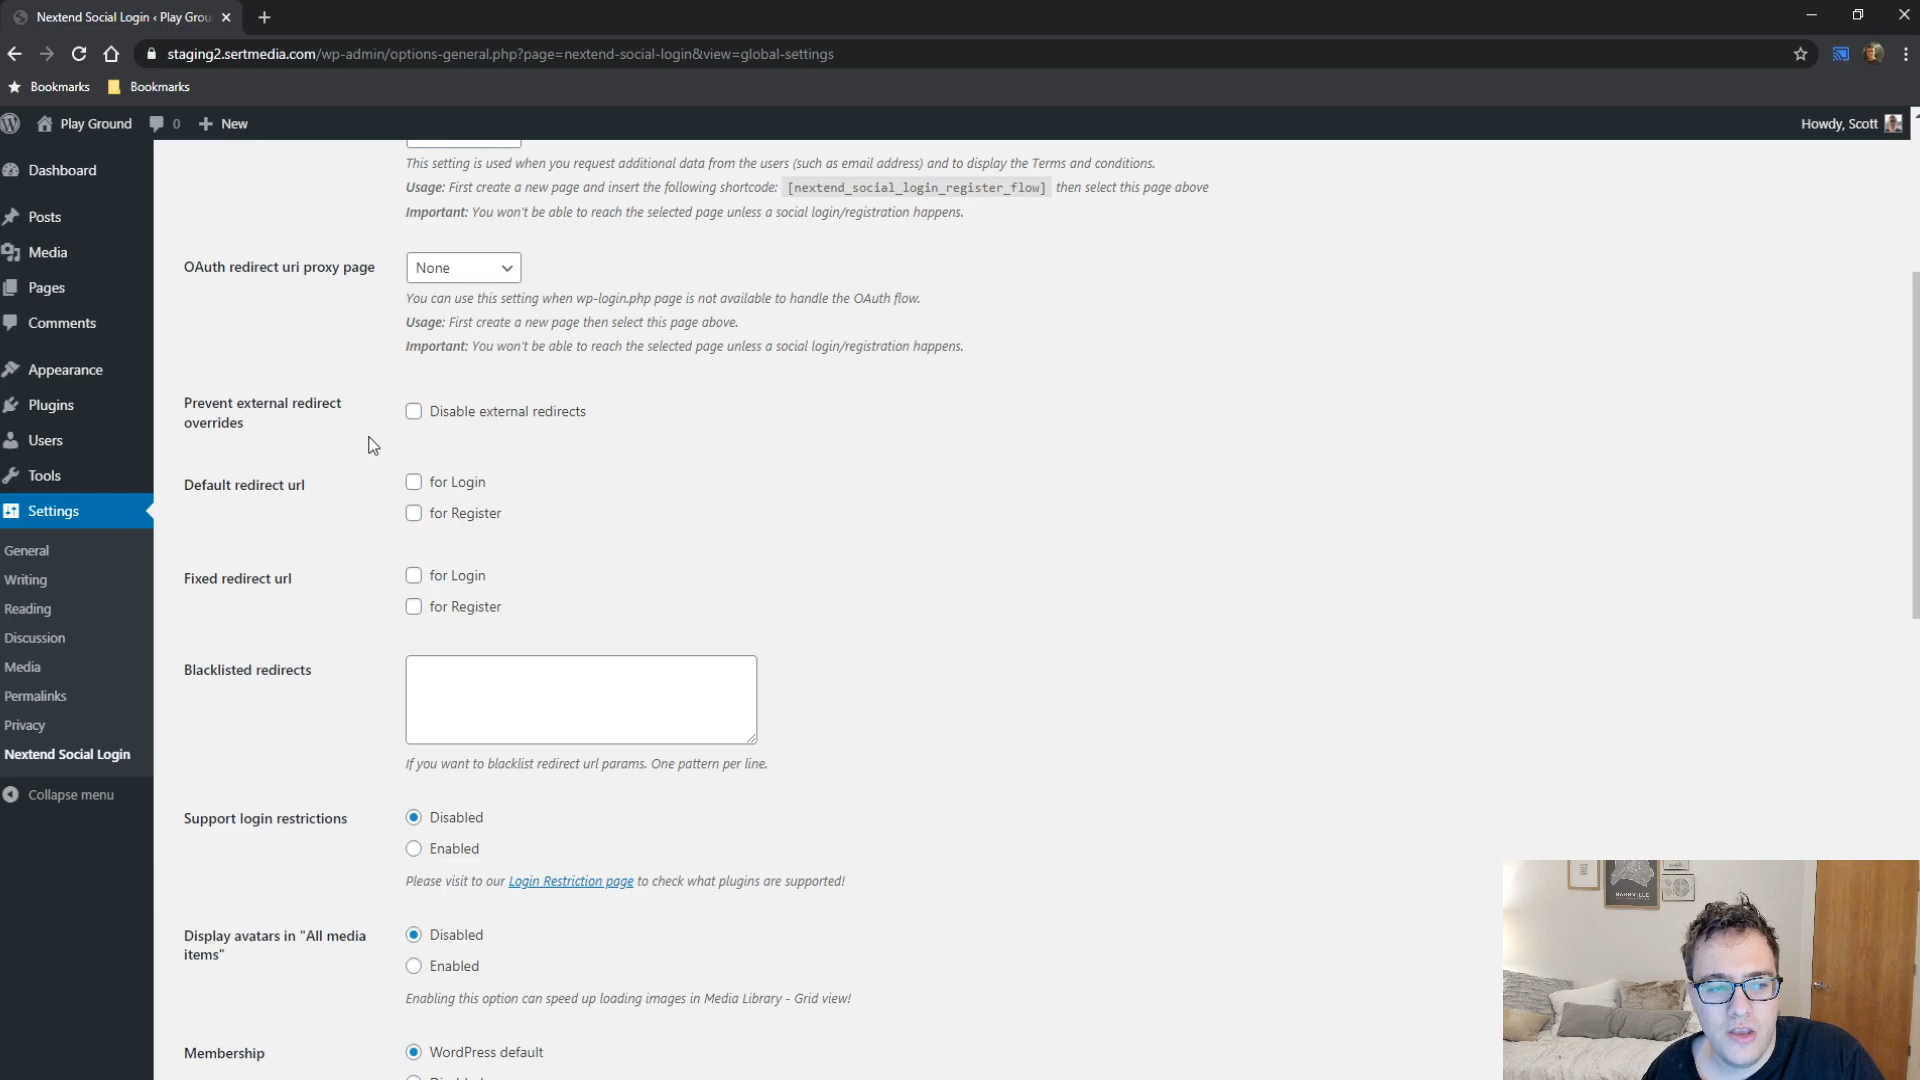 Nextend Social Login ‹ Play Grou
staging2.sertmedia.com/wp-admin/options-general.php?page=nextend-social-login&view=global-settings
Bookmarks
Bookmarks
Play Ground
0
New
Howdy, Scott
Dashboard
Posts
Media
Pages
Comments
Appearance
Plugins
Users
Tools
Settings
General
Writing
Reading
Discussion
Media
Permalinks
Privacy
Nextend Social Login
Collapse menu
This setting is used when you request additional data from the users (such as email address) and to display the Terms and conditions.
Usage: First create a new page and insert the following shortcode: [nextend_social_login_register_flow] then select this page above
Important: You won't be able to reach the selected page unless a social login/registration happens.
OAuth redirect uri proxy page
None
You can use this setting when wp-login.php page is not available to handle the OAuth flow.
Usage: First create a new page then select this page above.
Important: You won't be able to reach the selected page unless a social login/registration happens.
Prevent external redirect
overrides
Disable external redirects
Default redirect url
for Login
for Register
Fixed redirect url
for Login
for Register
Blacklisted redirects
If you want to blacklist redirect url params. One pattern per line.
Support login restrictions
Disabled
Enabled
Please visit to our Login Restriction page to check what plugins are supported!
Display avatars in "All media
items"
Disabled
Enabled
Enabling this option can speed up loading images in Media Library - Grid view!
Membership
WordPress default
NASHVILLE